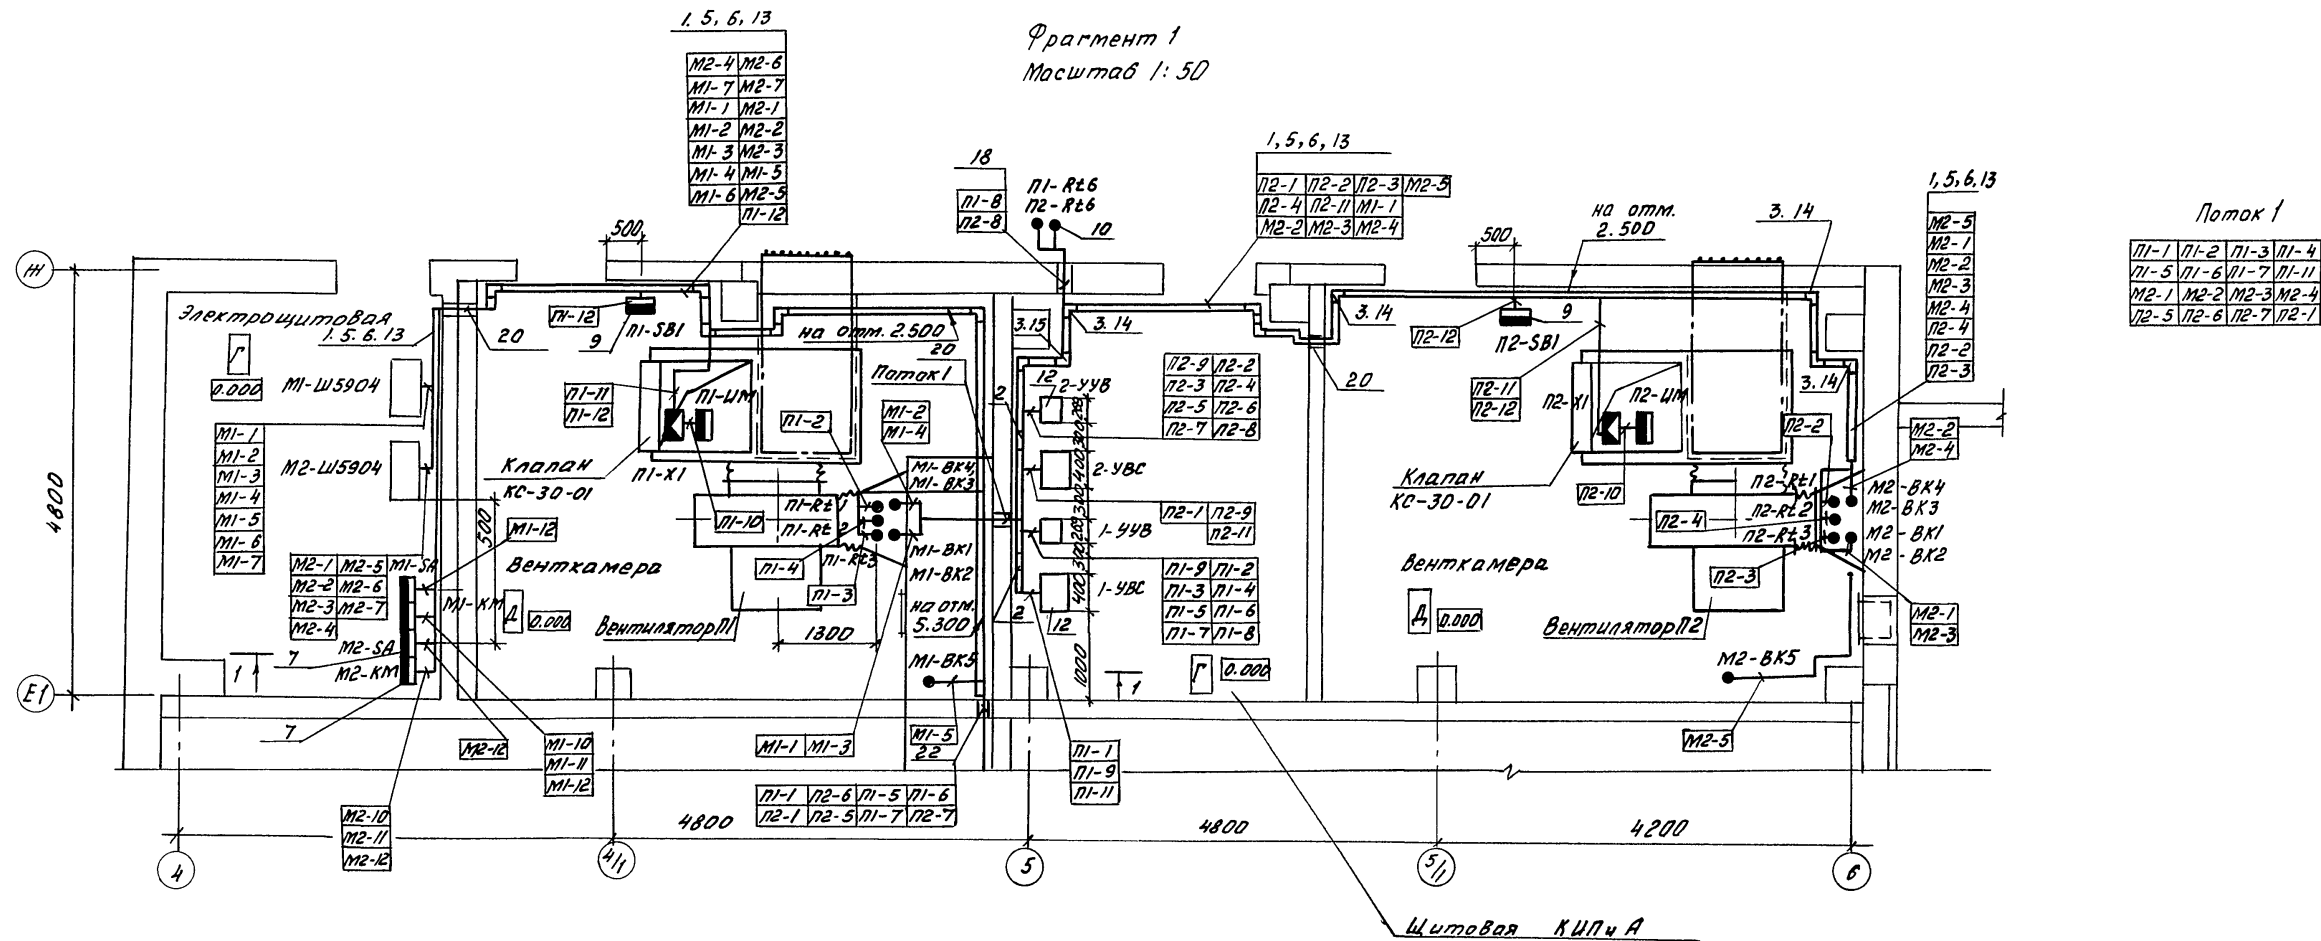 Фрагмент 1
Масштаб 1:50
1. 5, 6, 13
М2-4 М2-6
М1-7 М2-7
М1-1 М2-1
М1-2 М2-2
М1-3 М2-3
М1-4 М1-5
М1-6 М2-5
П1-12
18
П1-8
П2-8
П1-Rt6
П2-Rt6
10
1, 5, 6, 13
П2-1 П2-2 П2-3 М2-5
П2-4 П2-11 М1-1
М2-2 М2-3 М2-4
на отм.
2.500
3. 14
1, 5, 6, 13
М2-5
М2-1
М2-2
М2-3
М2-4
П2-4
П2-2
П2-3
Поток 1
П1-1 П1-2 П1-3 П1-4
П1-5 П1-6 П1-7 П1-11
М2-1 М2-2 М2-3 М2-4
П2-5 П2-6 П2-7 П2-1
500
500
Ж
Е1
4800
Электрощитовая
1. 5. 6. 13
Г
0.000
20
П1-12
9
П1-SB1
на отм. 2.500
20
Поток 1
3.15
3. 14
3. 14
20
П2-12
9
П2-SB1
3. 14
М1-Ш5904
М2-Ш5904
М1-1
М1-2
М1-3
М1-4
М1-5
М1-6
М1-7
П1-11
П1-12
П1-ИМ
П1-2
М1-2
М1-4
Клапан
КС-30-01
П1-Х1
П1-10
П1-Rt1
П1-Rt2
П1-Rt3
М1-ВК4,
М1-ВК3
М1-ВК1
М1-ВК2
П1-4
П1-3
1300
на отм.
5.300
М1-ВК5
М1-5
22
2
2
12
2-УУВ
2-УВС
1-УУВ
1-УВС
12
289
300
400
300
289
300
400
1000
П2-9 П2-2
П2-3 П2-4
П2-5 П2-6
П2-7 П2-8
П2-1 П2-9
П2-11
П1-9 П1-2
П1-3 П1-4
П1-5 П1-6
П1-7 П1-8
Г
0.000
1
П2-11
П2-12
П2-Х1
П2-ИМ
П2-2
Клапан
КС-30-01
П2-10
П2-Rt1
П2-Rt2
П2-Rt3
П2-4
П2-3
М2-2
М2-4
М2-ВК4
М2-ВК3
М2-ВК1
М2-ВК2
М2-1
М2-3
Венткамера
Д
0.000
Вентилятор П2
М2-ВК5
М2-5
500
М1-12
М2-1 М2-5
М2-2 М2-6
М2-3 М2-7
М2-4
М1-SA
М1-КМ
М2-SA
М2-КМ
7
7
1
Венткамера
Д
0.000
Вентилятор П1
М2-12
М1-10
М1-11
М1-12
М2-10
М2-11
М2-12
М1-1 М1-3
П1-1 П2-6 П1-5 П1-6
П2-1 П2-5 П1-7 П2-7
П1-1
П1-9
П1-11
4800
4800
4200
4
4/1
5
5/1
6
Щитовая КИП и А